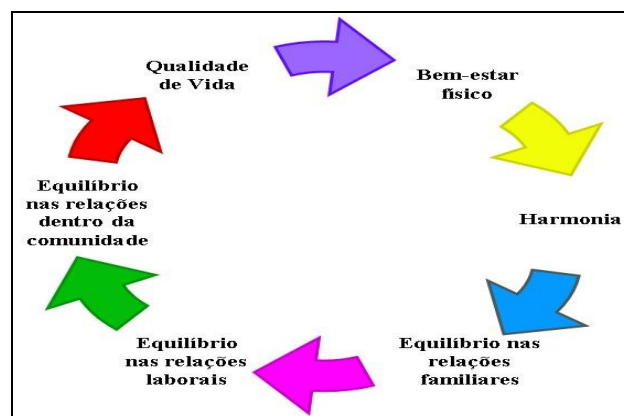 Qualidade
de Vida
Bem-estar
físico
Harmonia
Equilíbrio nas
relações
familiares
Equilíbrio
nas relações
laborais
Equilíbrio
nas relações
dentro da
comunidade